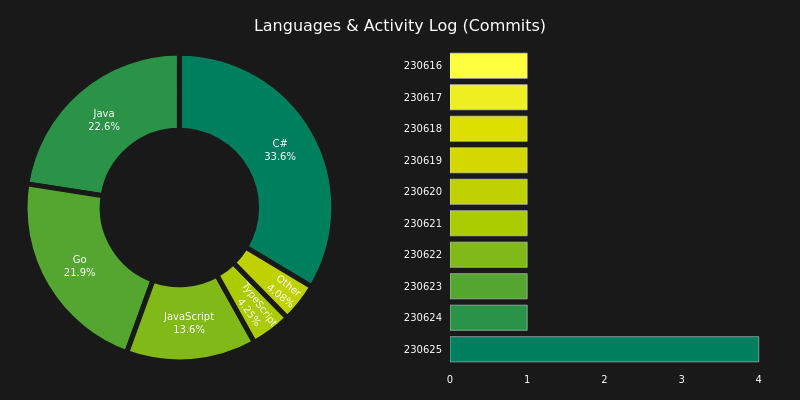 Languages & Activity Log (Commits)
Java
22.6%
C#
33.6%
Go
21.9%
JavaScript
13.6%
TypeScript
4.25%
Other
4.08%
230616
230617
230618
230619
230620
230621
230622
230623
230624
230625
0 1 2 3 4